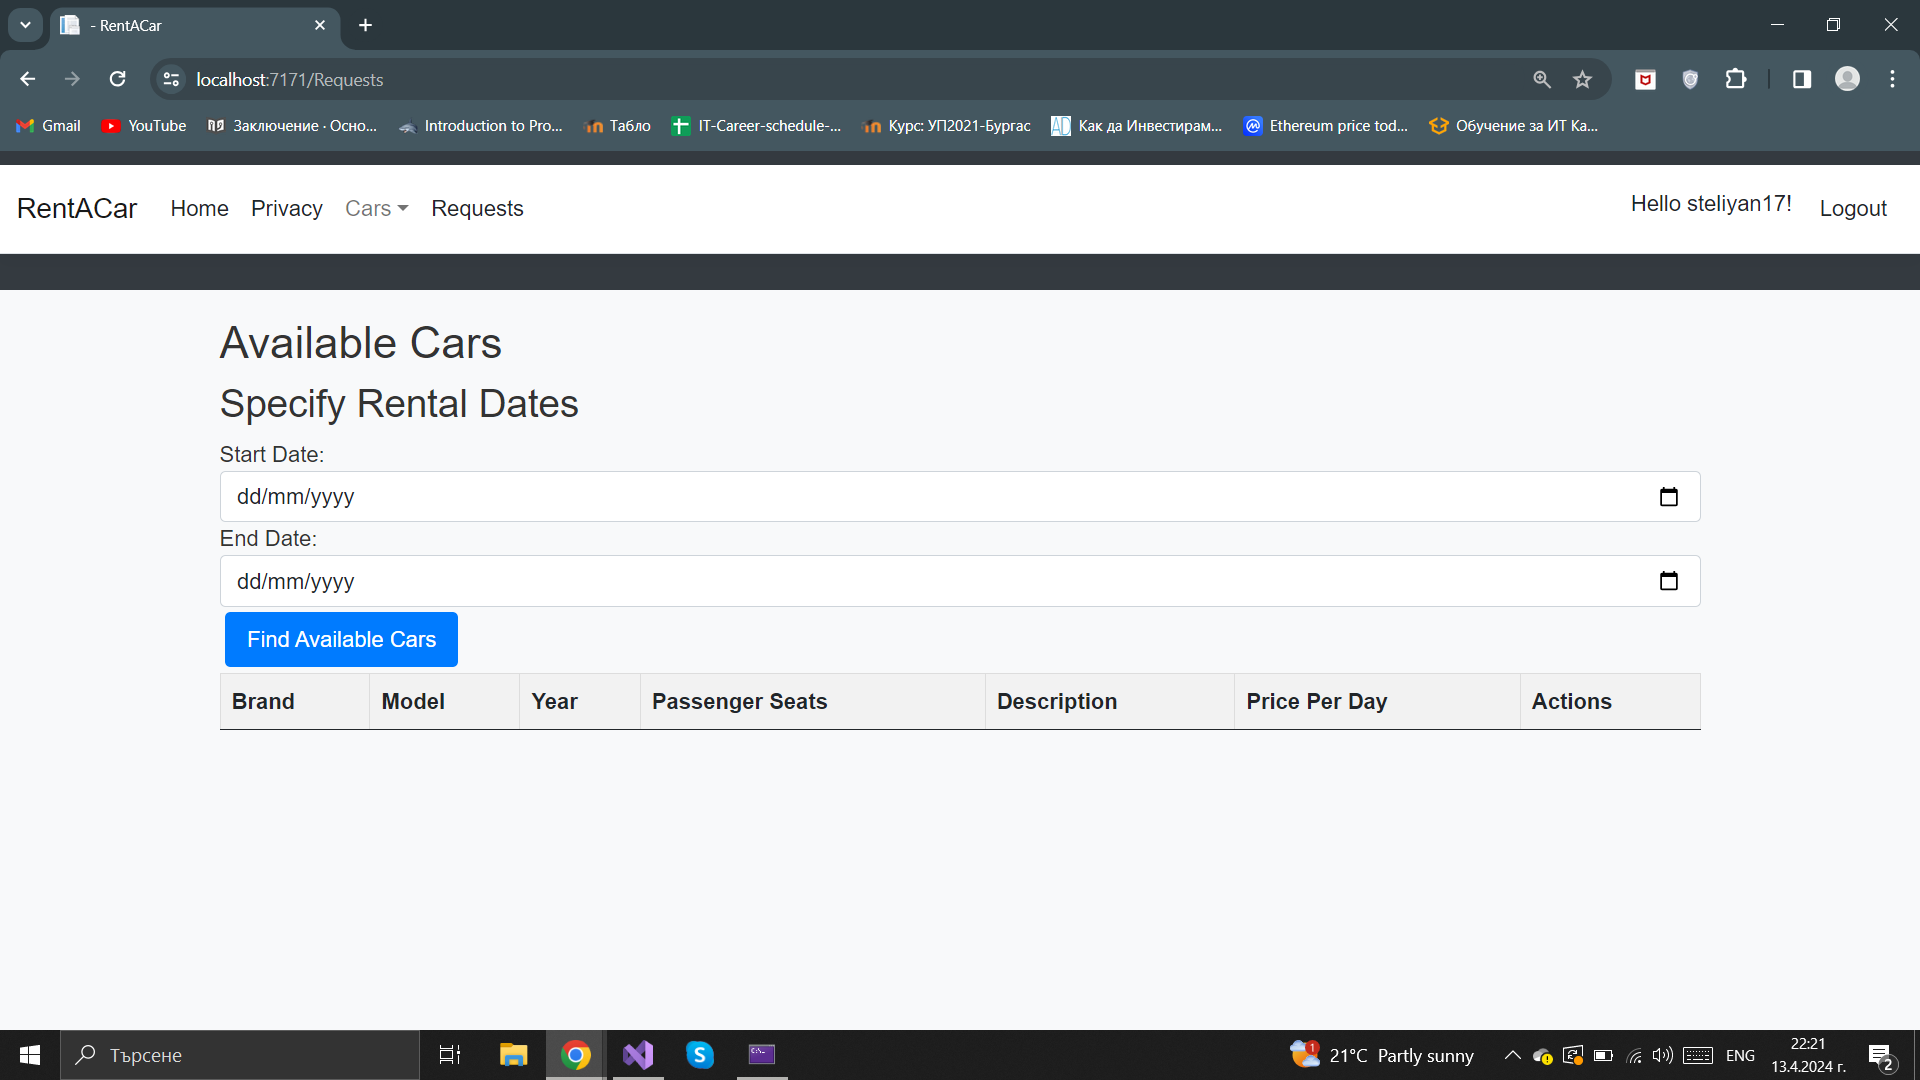 - RentACar
localhost:7171/Requests
Gmail
YouTube
Заключение · Осно...
Introduction to Pro...
Табло
IT-Career-schedule-...
Курс: УП2021-Бургас
Как да Инвестирам...
Ethereum price tod...
Обучение за ИТ Ка...
RentACar
Home
Privacy
Cars
Requests
Hello steliyan17!
Logout
Available Cars
Specify Rental Dates
Start Date:
dd/mm/yyyy
End Date:
dd/mm/yyyy
Find Available Cars
Brand Model Year Passenger Seats Description Price Per Day Actions
Търсене
1
21°C Partly sunny
ENG
22:21
13.4.2024 г.
2